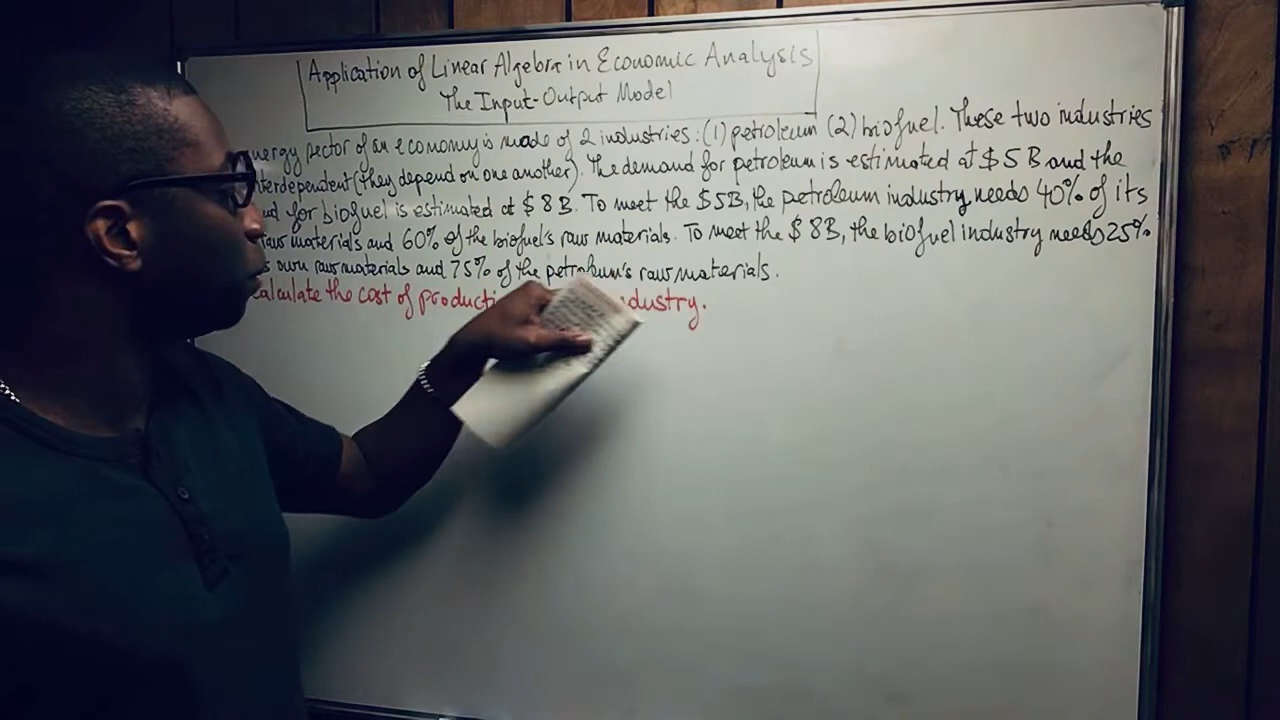 Application of Linear Algebra in Economic Analysis
The Input-Output Model
nergy sector of an economy is made of 2 industries: (1) petroleum (2) biofuel. These two industries
nterdependent (they depend on one another). The demand for petroleum is estimated at $ 5 B and the
nd for biofuel is estimated at $ 8 B. To meet the $ 5B, the petroleum industry needs 40% of its
raw materials and 60% of the biofuel's raw materials. To meet the $ 8B, the biofuel industry needs 25%
s own raw materials and 75% of the petroleum's raw materials.
alculate the cost of producti dustry.